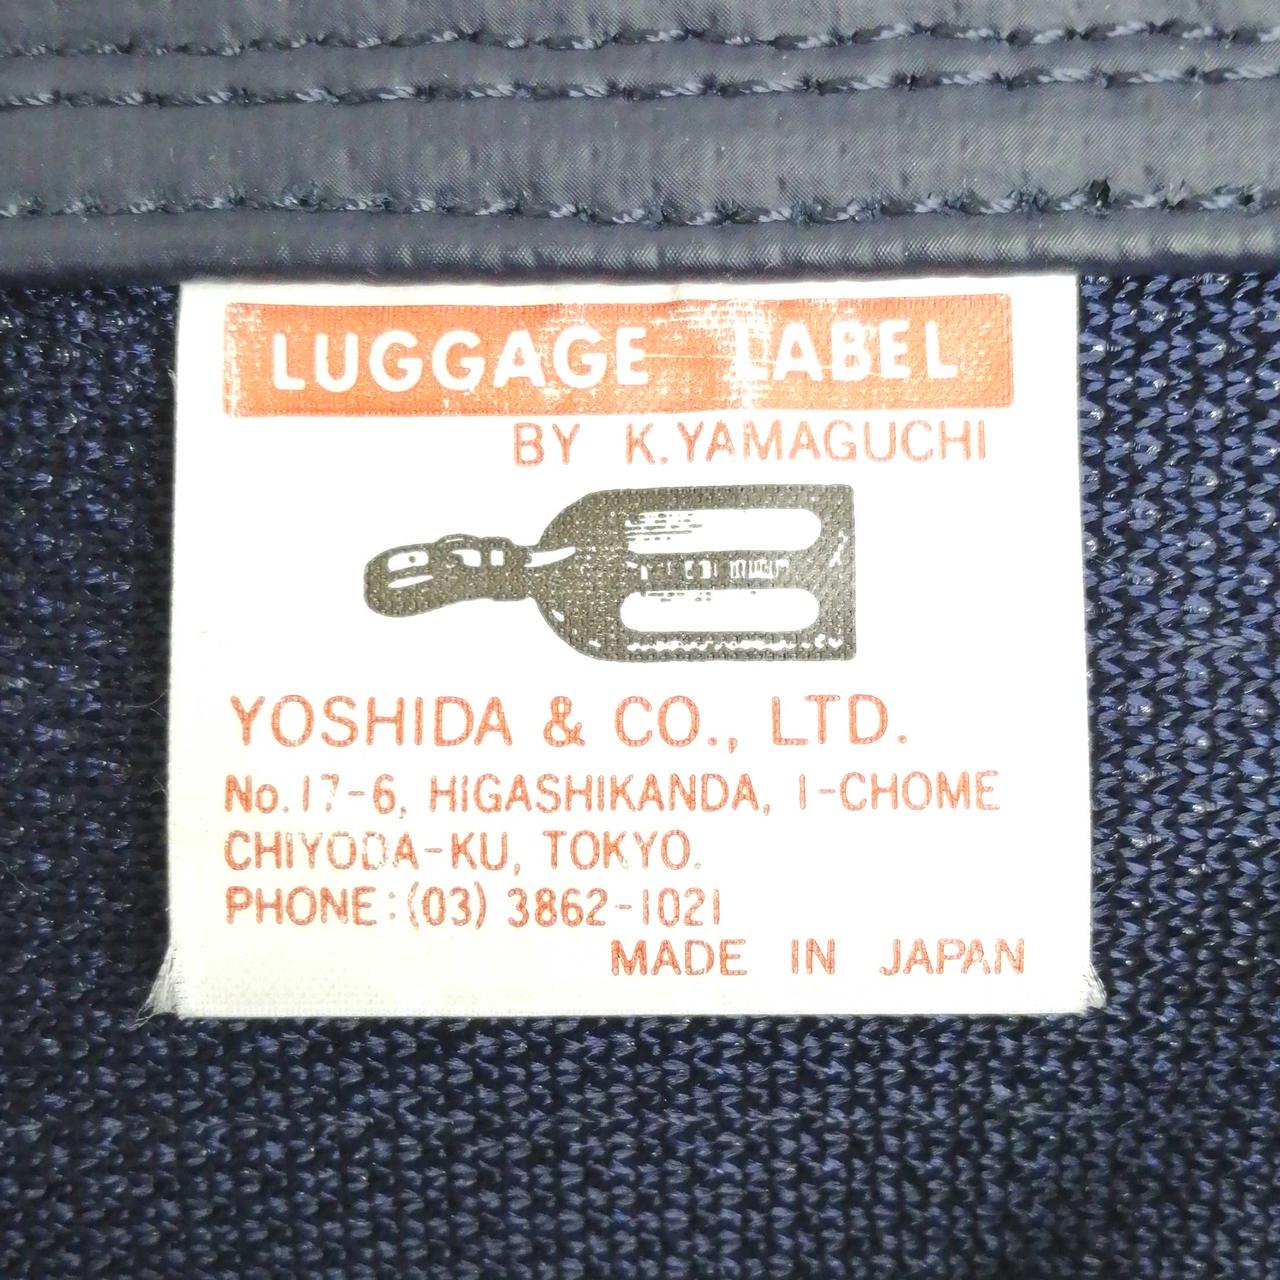 LUGGAGE LABEL
BY K.YAMAGUCHI
YOSHIDA & CO., LTD.
No.17-6, HIGASHIKANDA, 1-CHOME
CHIYODA-KU, TOKYO.
PHONE:(03) 3862-1021
MADE IN JAPAN